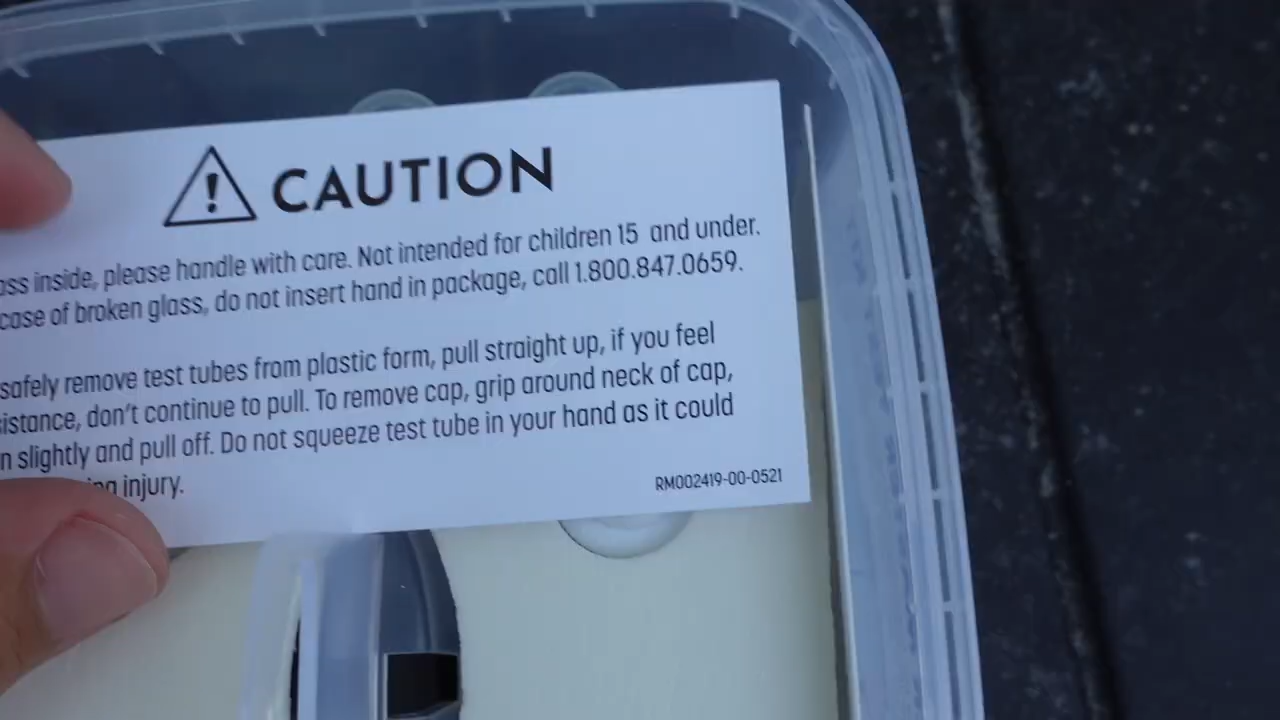 CAUTION
inside, please handle with care. Not intended for children 15 and under.
case of broken glass, do not insert hand in package, call 1.800.847.0659.
safely remove test tubes from plastic form, pull straight up, if you feel
don't continue to pull. To remove cap, grip around neck of cap,
slightly and pull off. Do not squeeze test tube in your hand as it could
injury.
RM002419-00-0521